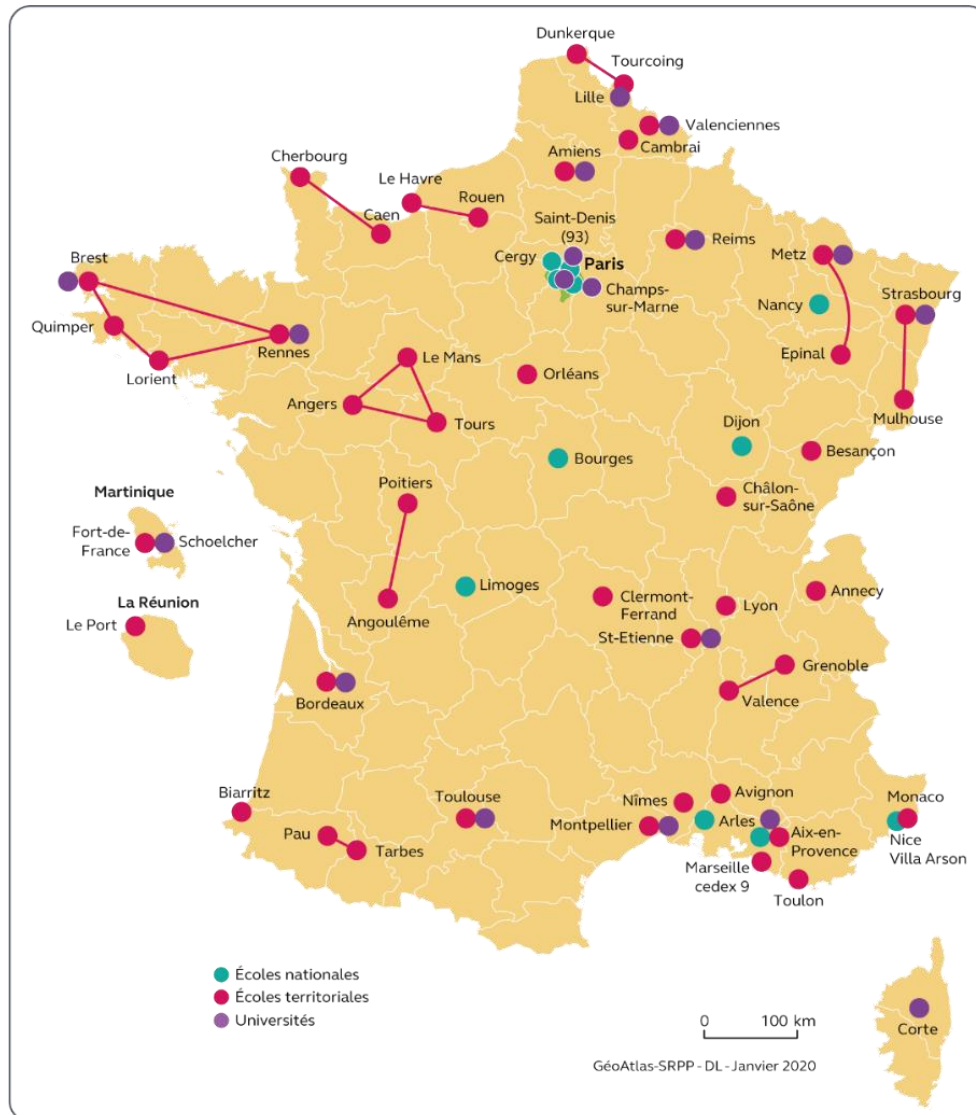 Dunkerque
Tourcoing
Lille
Valenciennes
Cambrai
Amiens
Cherbourg
Le Havre
Rouen
Caen
Saint-Denis
(93)
Cergy
Paris
Champs-
sur-Marne
Reims
Metz
Nancy
Strasbourg
Epinal
Mulhouse
Brest
Quimper
Lorient
Rennes
Le Mans
Angers
Tours
Orléans
Bourges
Dijon
Besançon
Châlon-
sur-Saône
Poitiers
Angoulême
Limoges
Martinique
Fort-de-
France
Schoelcher
La Réunion
Le Port
Clermont-
Ferrand
Lyon
Annecy
St-Etienne
Grenoble
Valence
Bordeaux
Biarritz
Pau
Tarbes
Toulouse
Montpellier
Nîmes
Avignon
Arles
Aix-en-
Provence
Marseille
cedex 9
Toulon
Monaco
Nice
Villa Arson
Écoles nationales
Écoles territoriales
Universités
0 100 km
GéoAtlas-SRPP - DL - Janvier 2020
Corte